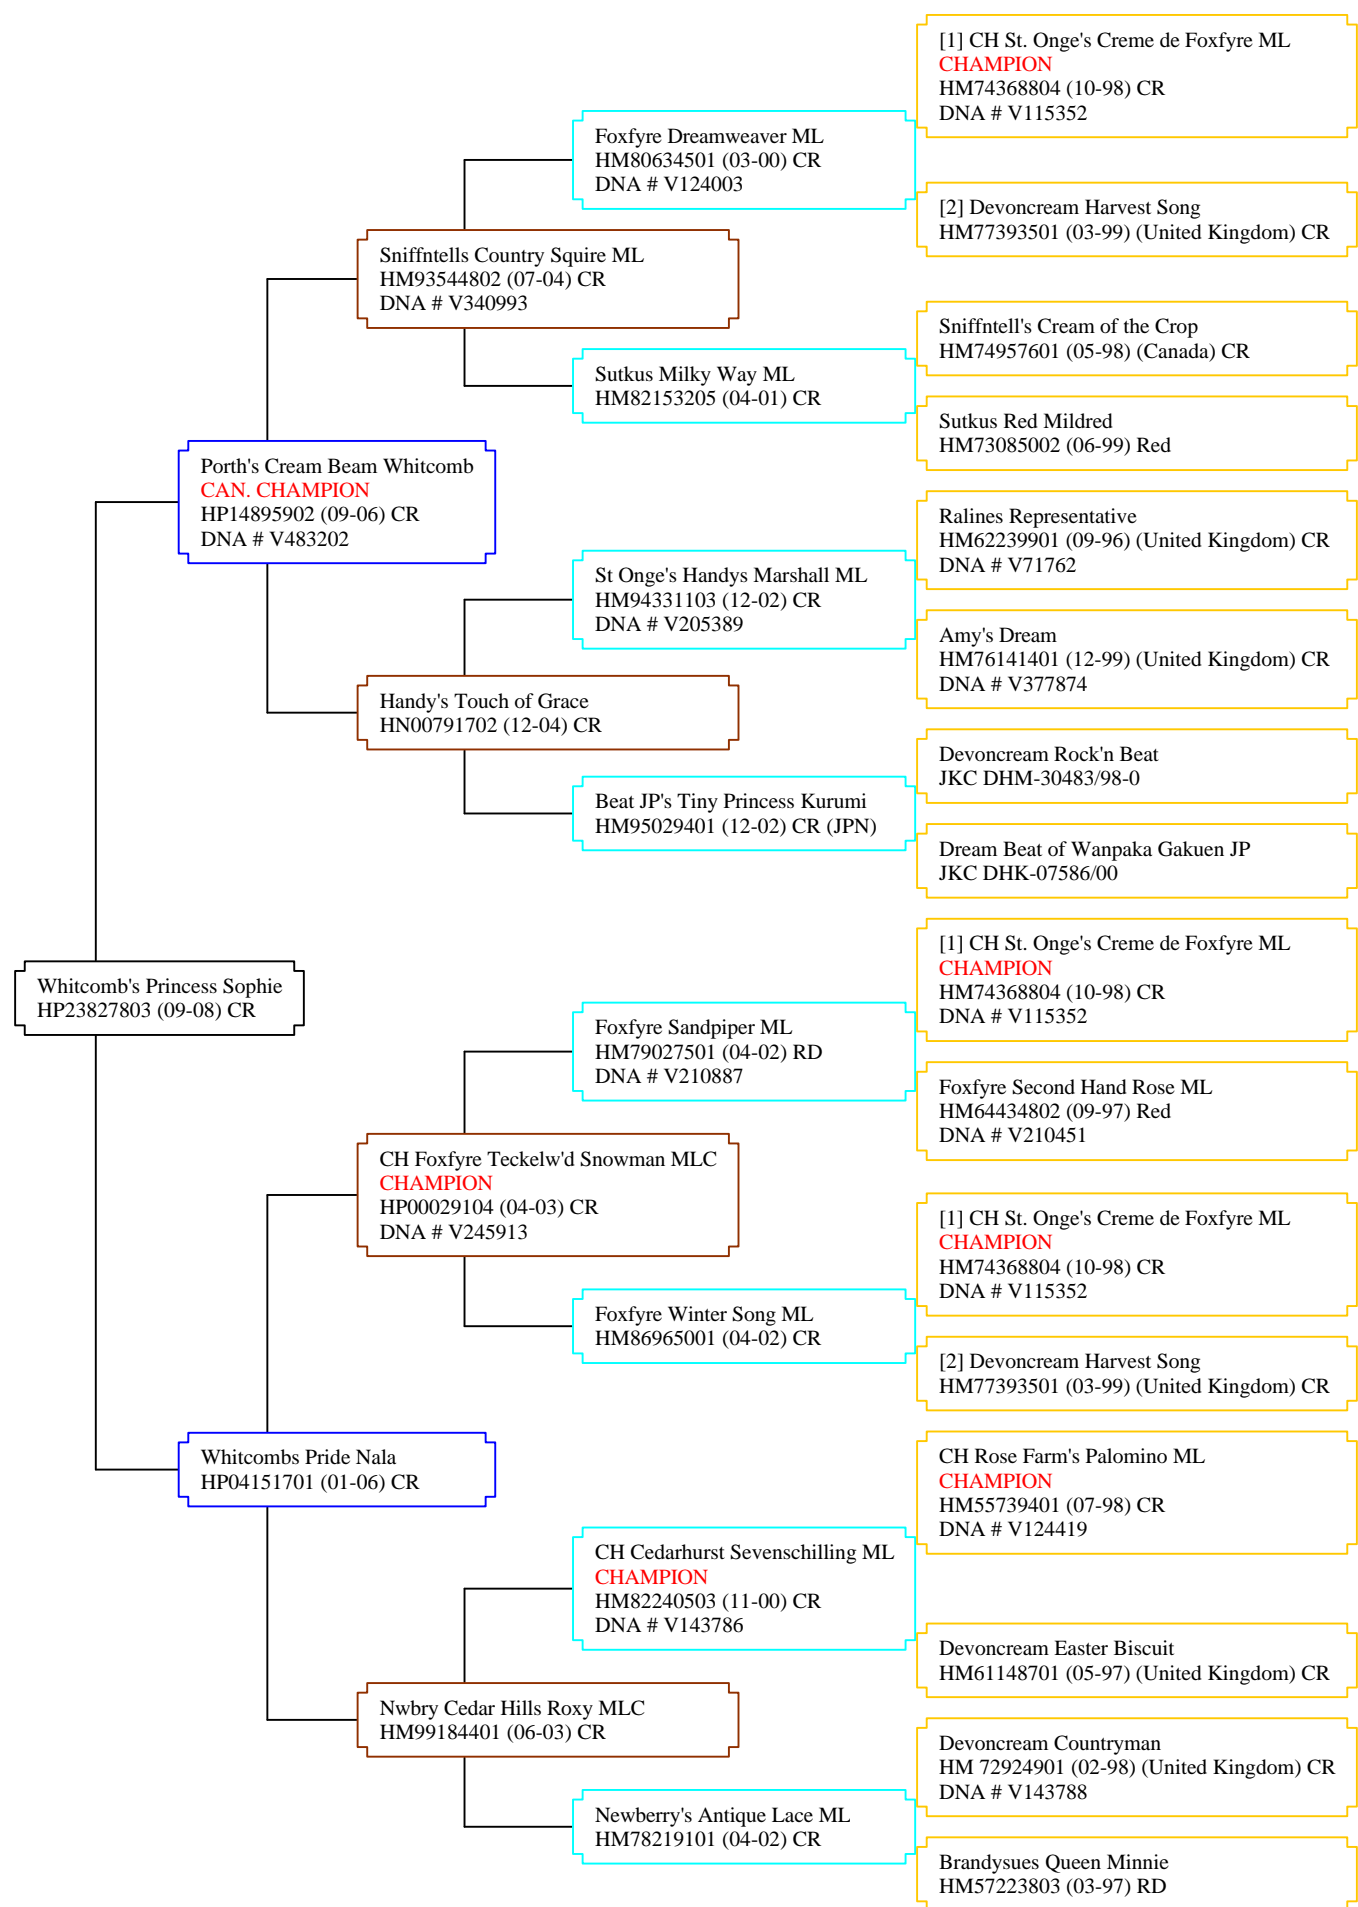 [1] CH St. Onge's Creme de Foxfyre ML
CHAMPION
HM74368804 (10-98) CR
DNA # V115352
Foxfyre Dreamweaver ML
HM80634501 (03-00) CR
DNA # V124003
[2] Devoncream Harvest Song
HM77393501 (03-99) (United Kingdom) CR
Sniffntells Country Squire ML
HM93544802 (07-04) CR
DNA # V340993
Sniffntell's Cream of the Crop
HM74957601 (05-98) (Canada) CR
Sutkus Milky Way ML
HM82153205 (04-01) CR
Sutkus Red Mildred
HM73085002 (06-99) Red
Porth's Cream Beam Whitcomb
CAN. CHAMPION
HP14895902 (09-06) CR
DNA # V483202
Ralines Representative
HM62239901 (09-96) (United Kingdom) CR
DNA # V71762
St Onge's Handys Marshall ML
HM94331103 (12-02) CR
DNA # V205389
Amy's Dream
HM76141401 (12-99) (United Kingdom) CR
DNA # V377874
Handy's Touch of Grace
HN00791702 (12-04) CR
Devoncream Rock'n Beat
JKC DHM-30483/98-0
Beat JP's Tiny Princess Kurumi
HM95029401 (12-02) CR (JPN)
Dream Beat of Wanpaka Gakuen JP
JKC DHK-07586/00
Whitcomb's Princess Sophie
HP23827803 (09-08) CR
[1] CH St. Onge's Creme de Foxfyre ML
CHAMPION
HM74368804 (10-98) CR
DNA # V115352
Foxfyre Sandpiper ML
HM79027501 (04-02) RD
DNA # V210887
Foxfyre Second Hand Rose ML
HM64434802 (09-97) Red
DNA # V210451
CH Foxfyre Teckelw'd Snowman MLC
CHAMPION
HP00029104 (04-03) CR
DNA # V245913
[1] CH St. Onge's Creme de Foxfyre ML
CHAMPION
HM74368804 (10-98) CR
DNA # V115352
Foxfyre Winter Song ML
HM86965001 (04-02) CR
[2] Devoncream Harvest Song
HM77393501 (03-99) (United Kingdom) CR
Whitcombs Pride Nala
HP04151701 (01-06) CR
CH Rose Farm's Palomino ML
CHAMPION
HM55739401 (07-98) CR
DNA # V124419
CH Cedarhurst Sevenschilling ML
CHAMPION
HM82240503 (11-00) CR
DNA # V143786
Devoncream Easter Biscuit
HM61148701 (05-97) (United Kingdom) CR
Nwbry Cedar Hills Roxy MLC
HM99184401 (06-03) CR
Devoncream Countryman
HM 72924901 (02-98) (United Kingdom) CR
DNA # V143788
Newberry's Antique Lace ML
HM78219101 (04-02) CR
Brandysues Queen Minnie
HM57223803 (03-97) RD